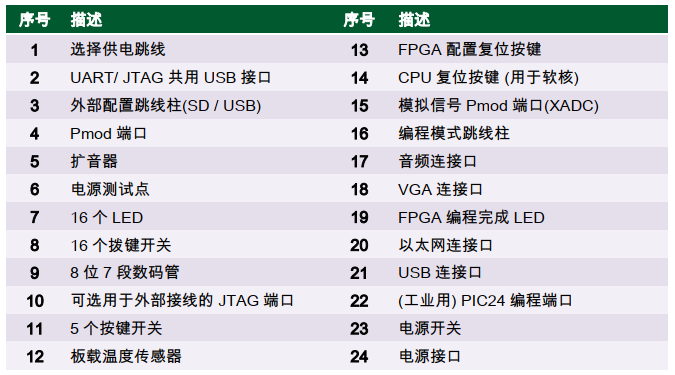 序号 描述 序号 描述
1 选择供电跳线 13 FPGA 配置复位按键
2 UART/ JTAG 共用 USB 接口 14 CPU 复位按键 (用于软核)
3 外部配置跳线柱(SD / USB) 15 模拟信号 Pmod 端口(XADC)
4 Pmod 端口 16 编程模式跳线柱
5 扩音器 17 音频连接口
6 电源测试点 18 VGA 连接口
7 16 个 LED 19 FPGA 编程完成 LED
8 16 个拨键开关 20 以太网连接口
9 8 位 7 段数码管 21 USB 连接口
10 可选用于外部接线的 JTAG 端口 22 (工业用) PIC24 编程端口
11 5 个按键开关 23 电源开关
12 板载温度传感器 24 电源接口